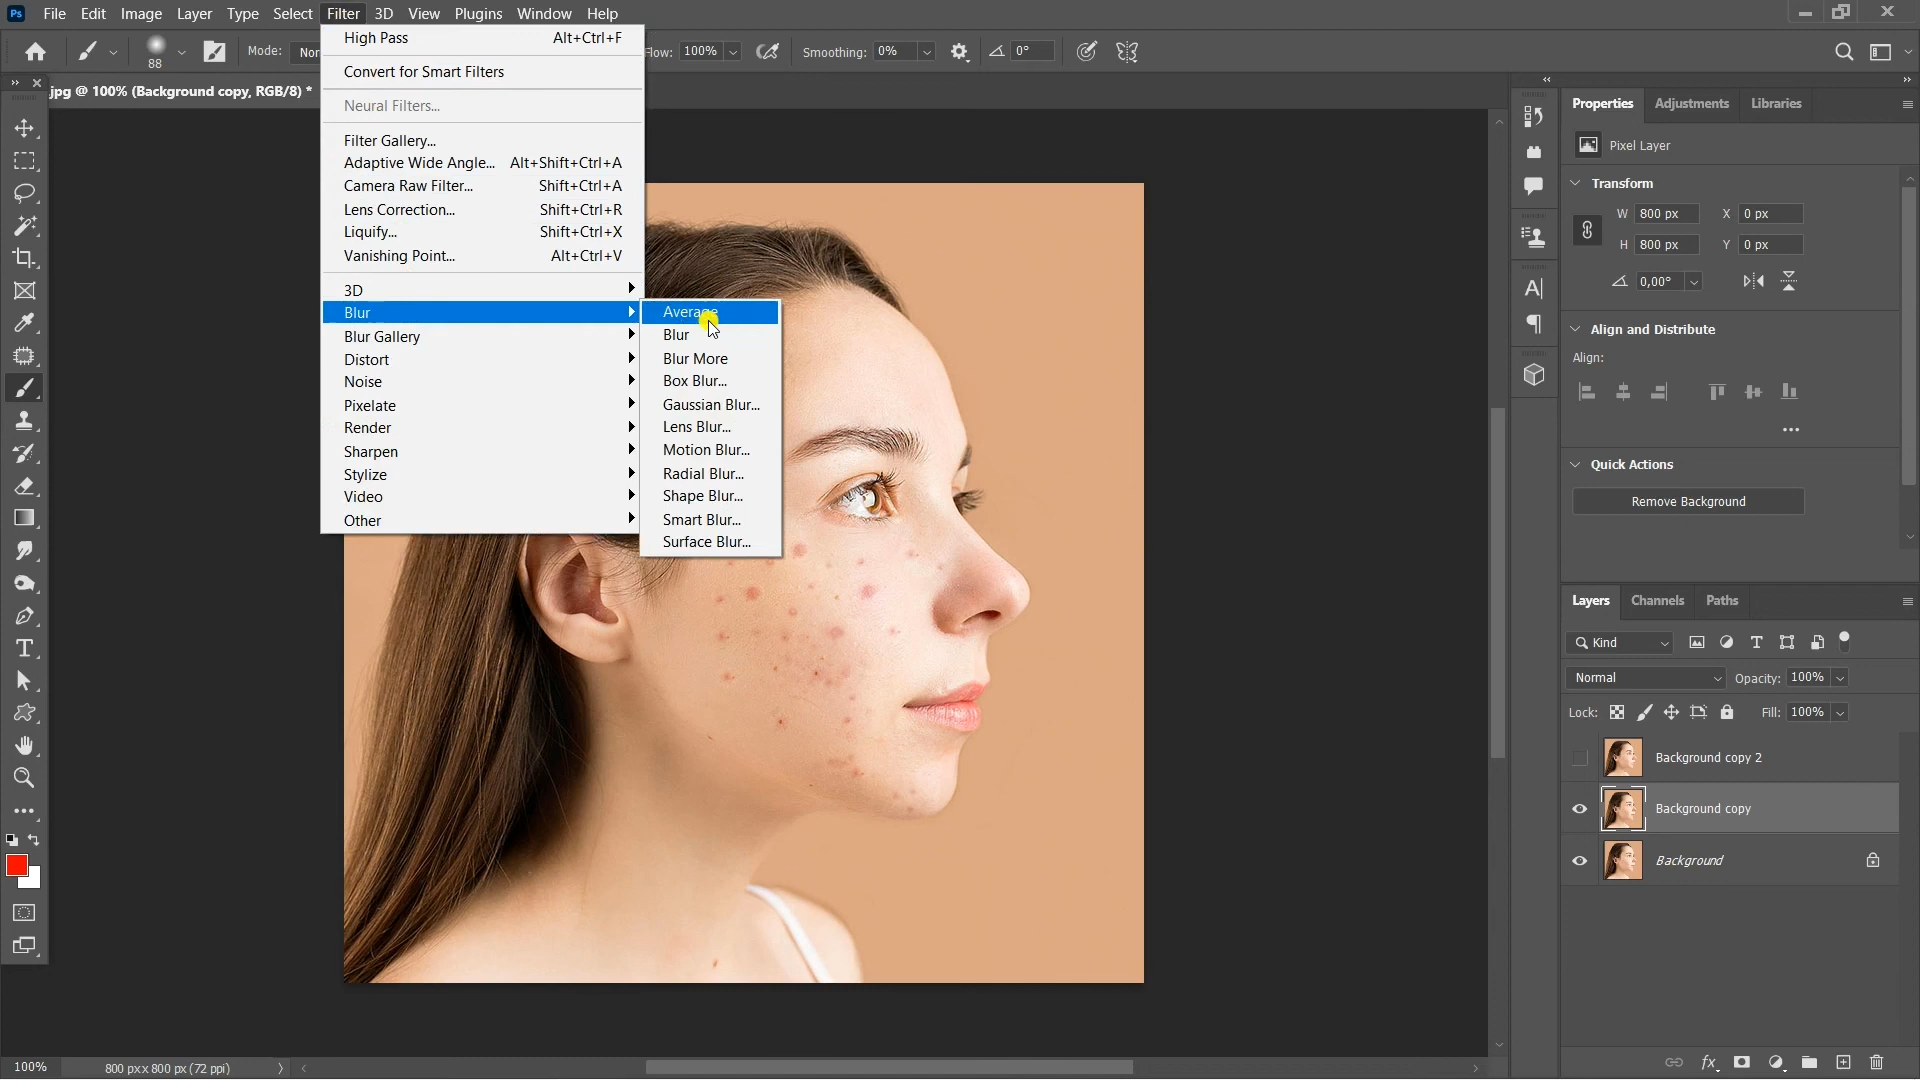 Ps File Edit Image Layer Type Select Filter 3D View Plugins Window Help
88 Mode: Nor Flow: 100% Smoothing: 0% 0°
jpg @ 100% (Background copy, RGB/8) *
High Pass Alt+Ctrl+F
Convert for Smart Filters
Neural Filters...
Filter Gallery...
Adaptive Wide Angle... Alt+Shift+Ctrl+A
Camera Raw Filter... Shift+Ctrl+A
Lens Correction... Shift+Ctrl+R
Liquify... Shift+Ctrl+X
Vanishing Point... Alt+Ctrl+V
3D
Blur
Blur Gallery
Distort
Noise
Pixelate
Render
Sharpen
Stylize
Video
Other
Average
Blur
Blur More
Box Blur...
Gaussian Blur...
Lens Blur...
Motion Blur...
Radial Blur...
Shape Blur...
Smart Blur...
Surface Blur...
Properties Adjustments Libraries
Pixel Layer
Transform
W 800 px X 0 px
H 800 px Y 0 px
0,00°
Align and Distribute
Align:
Quick Actions
Remove Background
Layers Channels Paths
Kind
Normal Opacity: 100%
Lock: Fill: 100%
Background copy 2
Background copy
Background
100% 800 px x 800 px (72 ppi)